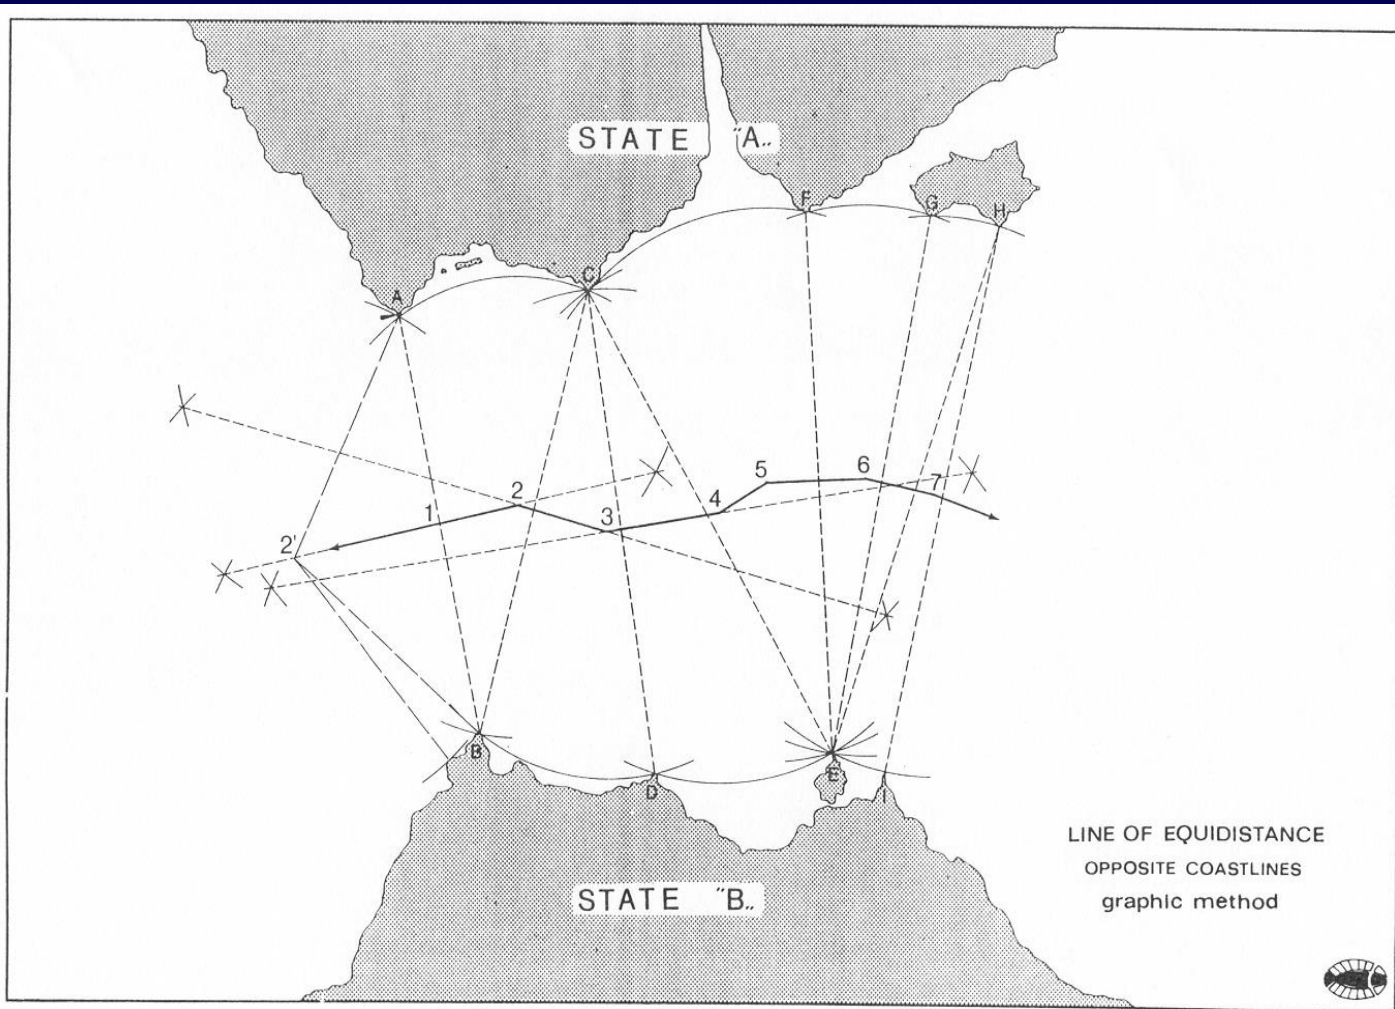 STATE "A„
F
G
H
C
A
5
6
7
2
4
1
3
2'
B
E
D
I
LINE OF EQUIDISTANCE
OPPOSITE COASTLINES
graphic method
STATE "B„